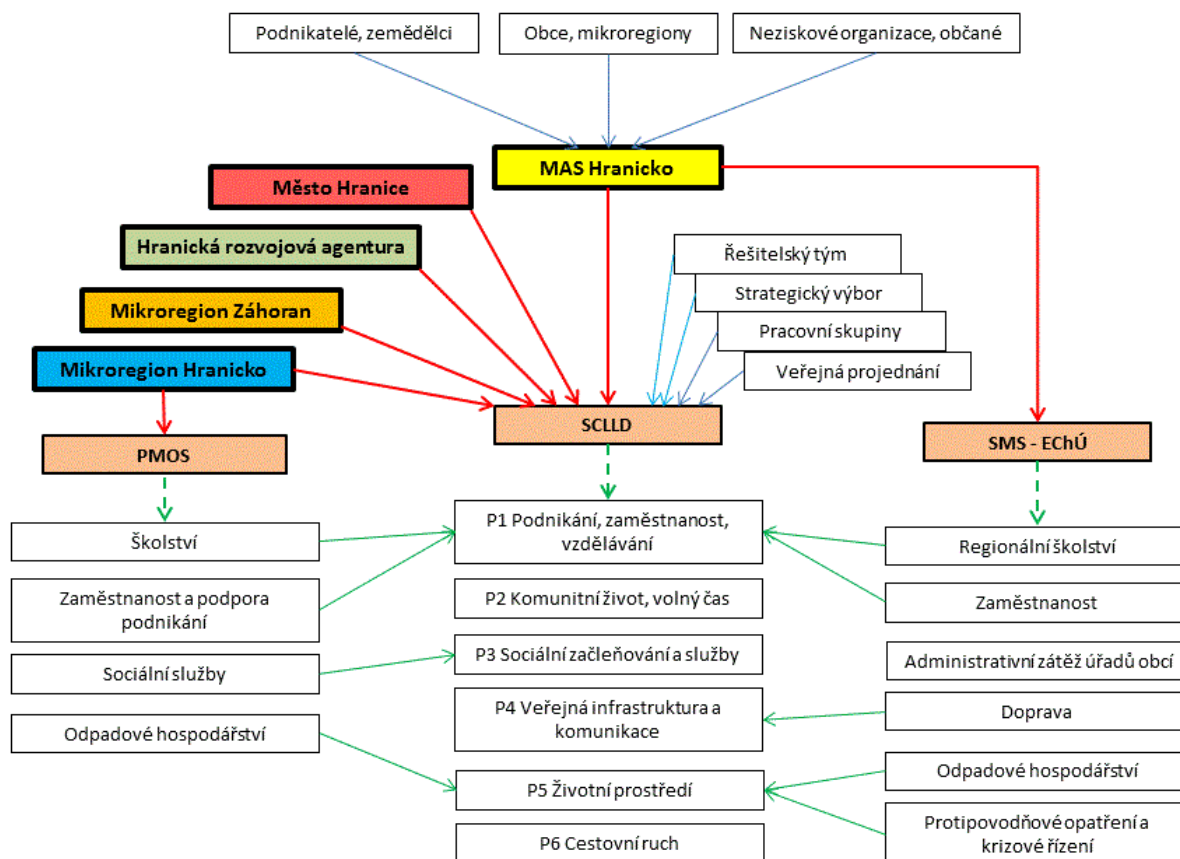 Podnikatelé, zemědělci
Obce, mikroregiony
Neziskové organizace, občané
MAS Hranicko
Město Hranice
Hranická rozvojová agentura
Mikroregion Záhoran
Mikroregion Hranicko
Řešitelský tým
Strategický výbor
Pracovní skupiny
Veřejná projednání
PMOS
SCLLD
SMS - EChÚ
Školství
Zaměstnanost a podpora
podnikání
Sociální služby
Odpadové hospodářství
P1 Podnikání, zaměstnanost,
vzdělávání
P2 Komunitní život, volný čas
P3 Sociální začleňování a služby
P4 Veřejná infrastruktura a
komunikace
P5 Životní prostředí
P6 Cestovní ruch
Regionální školství
Zaměstnanost
Administrativní zátěž úřadů obcí
Doprava
Odpadové hospodářství
Protipovodňové opatření a
krizové řízení